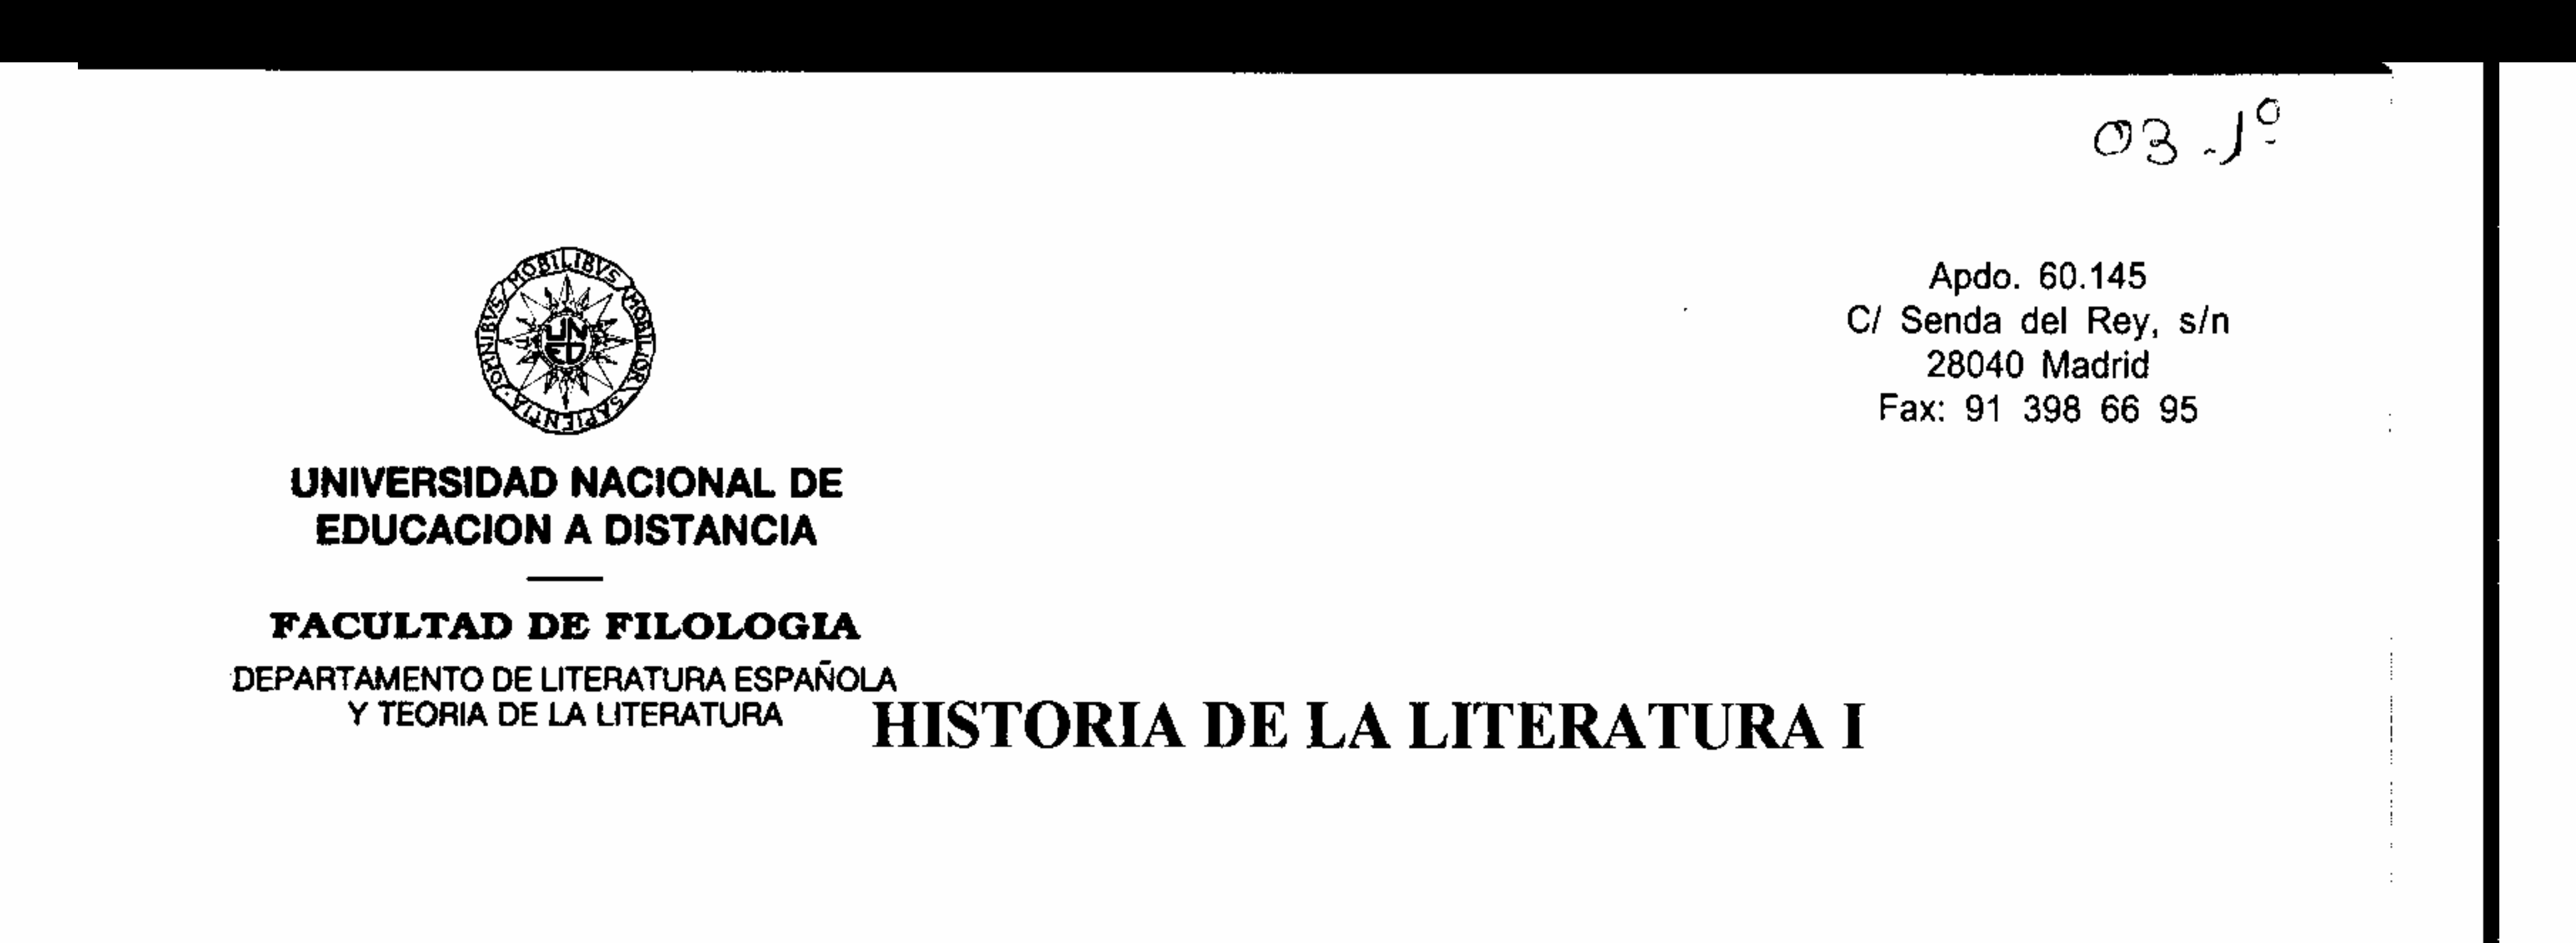 03-1º
OMNIBVS MOBILIBVS MOBILIOR SAPIENTIA
UNED
Apdo. 60.145
C/ Senda del Rey, s/n
28040 Madrid
Fax: 91 398 66 95
UNIVERSIDAD NACIONAL DE
EDUCACION A DISTANCIA
FACULTAD DE FILOLOGIA
DEPARTAMENTO DE LITERATURA ESPAÑOLA
Y TEORIA DE LA LITERATURA
HISTORIA DE LA LITERATURA I